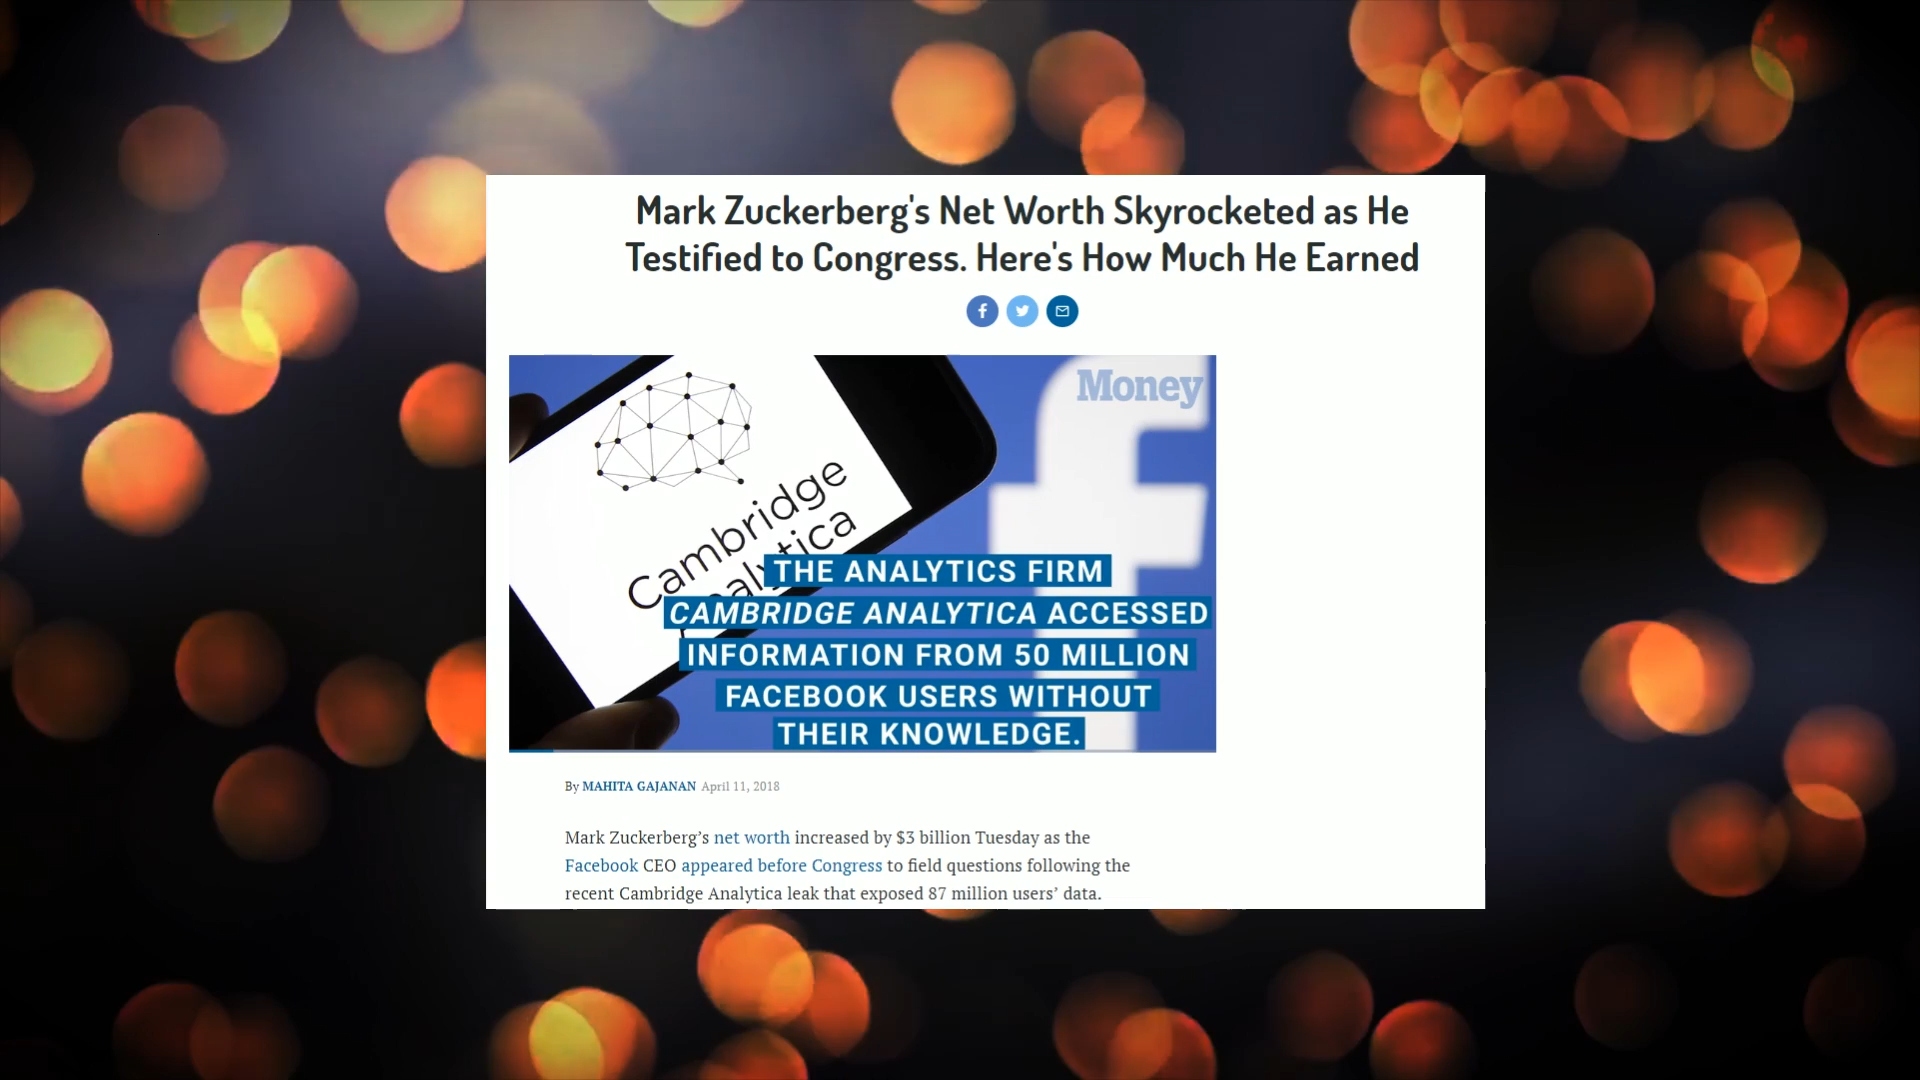 Mark Zuckerberg's Net Worth Skyrocketed as He
Testified to Congress. Here's How Much He Earned
f
Money
f
Cambridge
alytica
THE ANALYTICS FIRM
CAMBRIDGE ANALYTICA ACCESSED
INFORMATION FROM 50 MILLION
FACEBOOK USERS WITHOUT
THEIR KNOWLEDGE.
By MAHITA GAJANAN April 11, 2018
Mark Zuckerberg’s net worth increased by $3 billion Tuesday as the
Facebook CEO appeared before Congress to field questions following the
recent Cambridge Analytica leak that exposed 87 million users’ data.